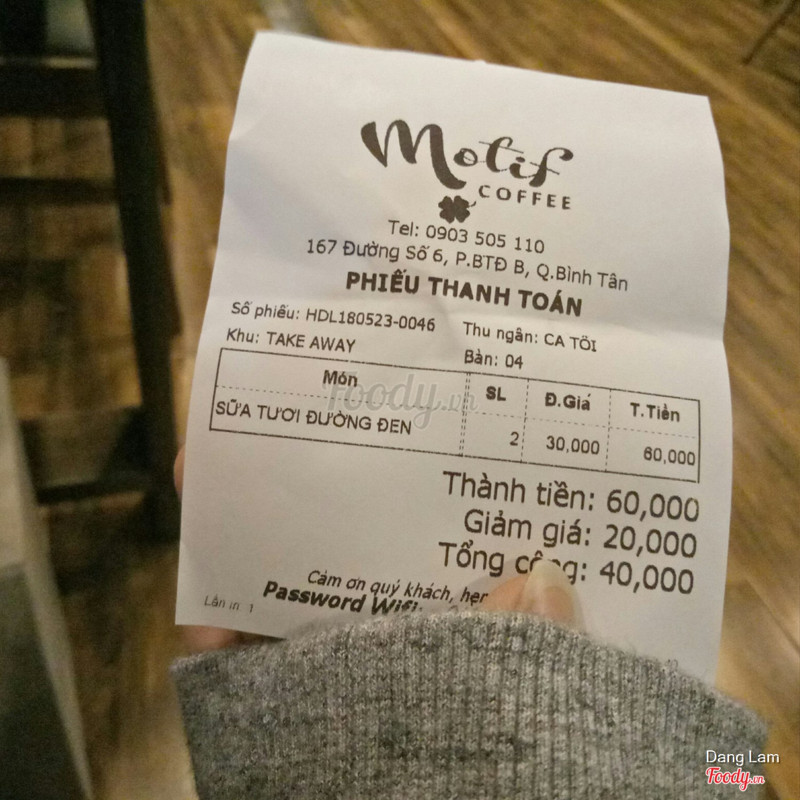 Motif
COFFEE
Tel: 0903 505 110
167 Đường Số 6, P.BTĐ B, Q.Bình Tân
PHIẾU THANH TOÁN
Số phiếu: HDL180523-0046 Thu ngân: CA TỐI
Khu: TAKE AWAY Bàn: 04
Món SL Đ.Giá T.Tiền
SỮA TƯƠI ĐƯỜNG ĐEN 2 30,000 60,000
Thành tiền: 60,000
Giảm giá: 20,000
Tổng cộng: 40,000
Cảm ơn quý khách, hẹn
Lần in 1 Password Wifi:
Foody.vn
Dang Lam
Foody.vn